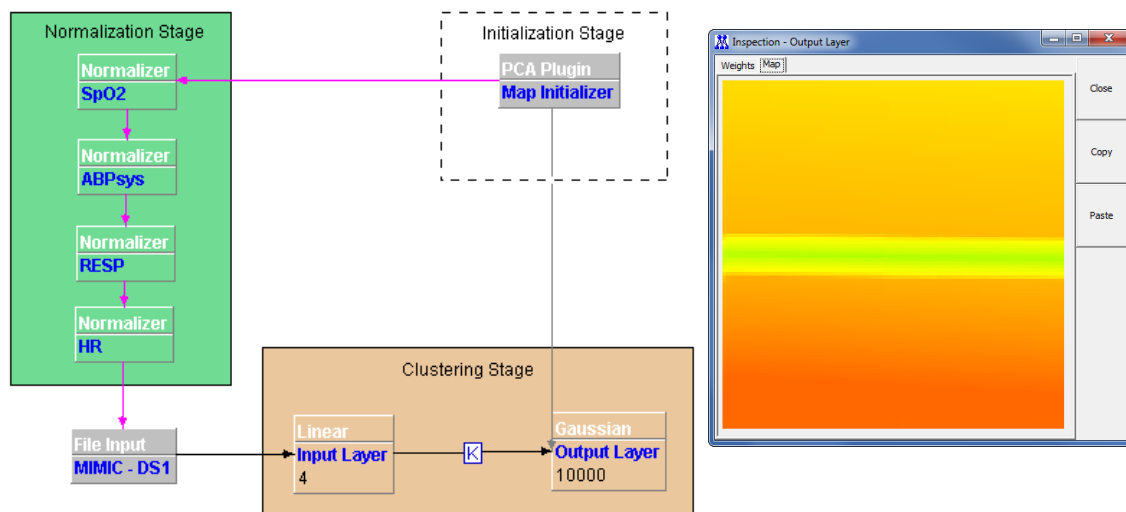 Normalization Stage
Normalizer
SpO2
Normalizer
ABPsys
Normalizer
RESP
Normalizer
HR
File Input
MIMIC - DS1
Initialization Stage
PCA Plugin
Map Initializer
Clustering Stage
Linear
Input Layer
4
K
Gaussian
Output Layer
10000
Inspection - Output Layer
Weights Map
Close
Copy
Paste